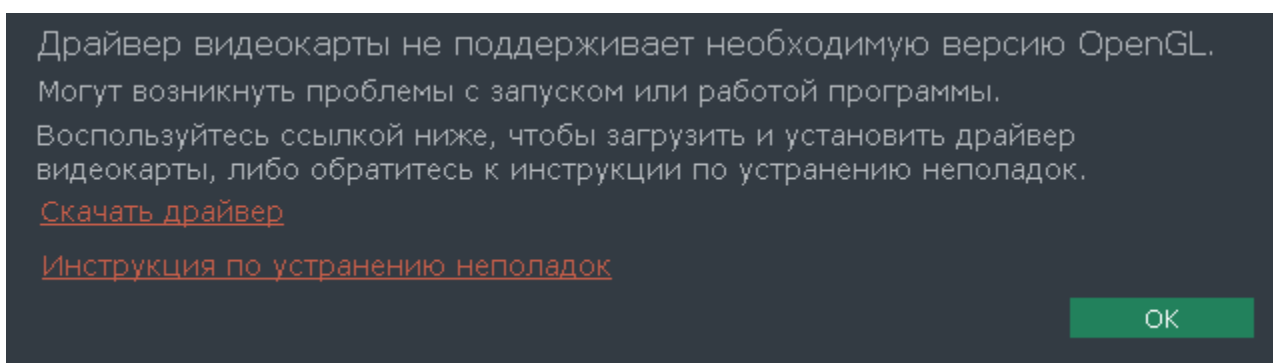 Драйвер видеокарты не поддерживает необходимую версию OpenGL.
Могут возникнуть проблемы с запуском или работой программы.
Воспользуйтесь ссылкой ниже, чтобы загрузить и установить драйвер
видеокарты, либо обратитесь к инструкции по устранению неполадок.
Скачать драйвер
Инструкция по устранению неполадок
OK